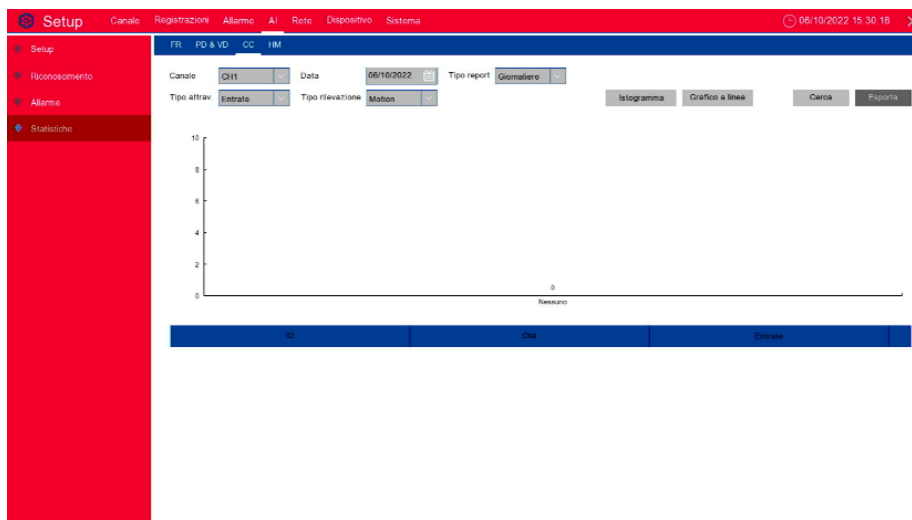 Setup Canale Registrazioni Allarme AI Rete Dispositivo Sistema 06/10/2022 15:30:18
Setup
Riconoscimento
Allarme
Statistiche
FR PD & VD CC HM
Canale CH1 Data 06/10/2022 Tipo report Giornaliero
Tipo attrav. Entrate Tipo rilevazione Motion Istogramma Grafico a linee Cerca Esporta
10
8
6
4
2
0
0
Nessuno
ID Ora Entrate